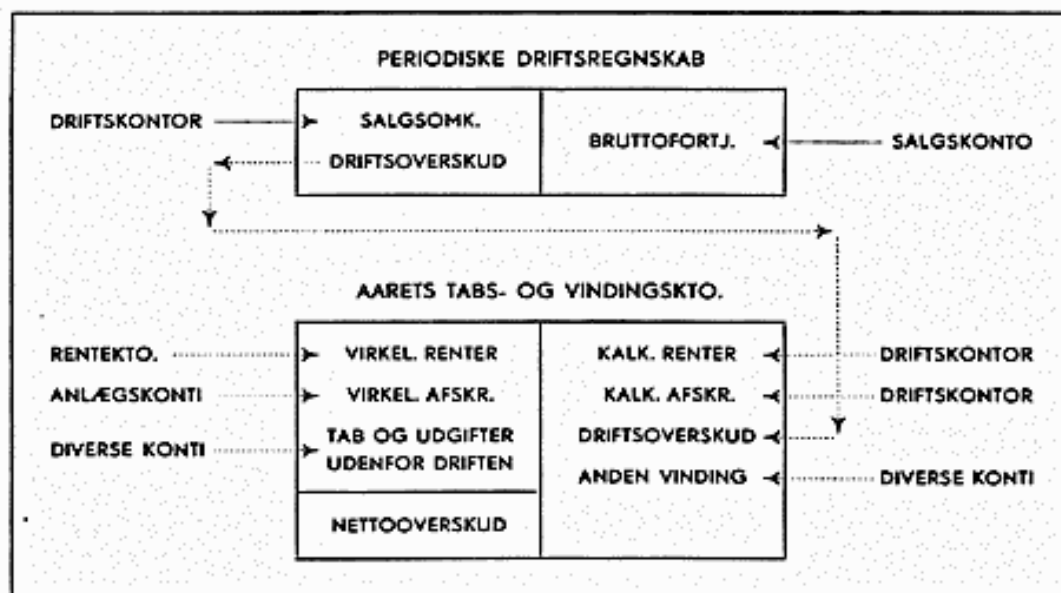 PERIODISKE DRIFTSREGNSKAB
DRIFTSKONTOR SALGSOMK. BRUTTOFORTJ. SALGSKONTO
DRIFTSOVERSKUD
AARETS TABS- OG VINDINGSKTO.
RENTEKTO. VIRKEL. RENTER KALK. RENTER DRIFTSKONTOR
ANLÆGSKONTI VIRKEL. AFSKR. KALK. AFSKR. DRIFTSKONTOR
DIVERSE KONTI TAB OG UDGIFTER DRIFTSOVERSKUD
UDENFOR DRIFTEN ANDEN VINDING DIVERSE KONTI
NETTOOVERSKUD